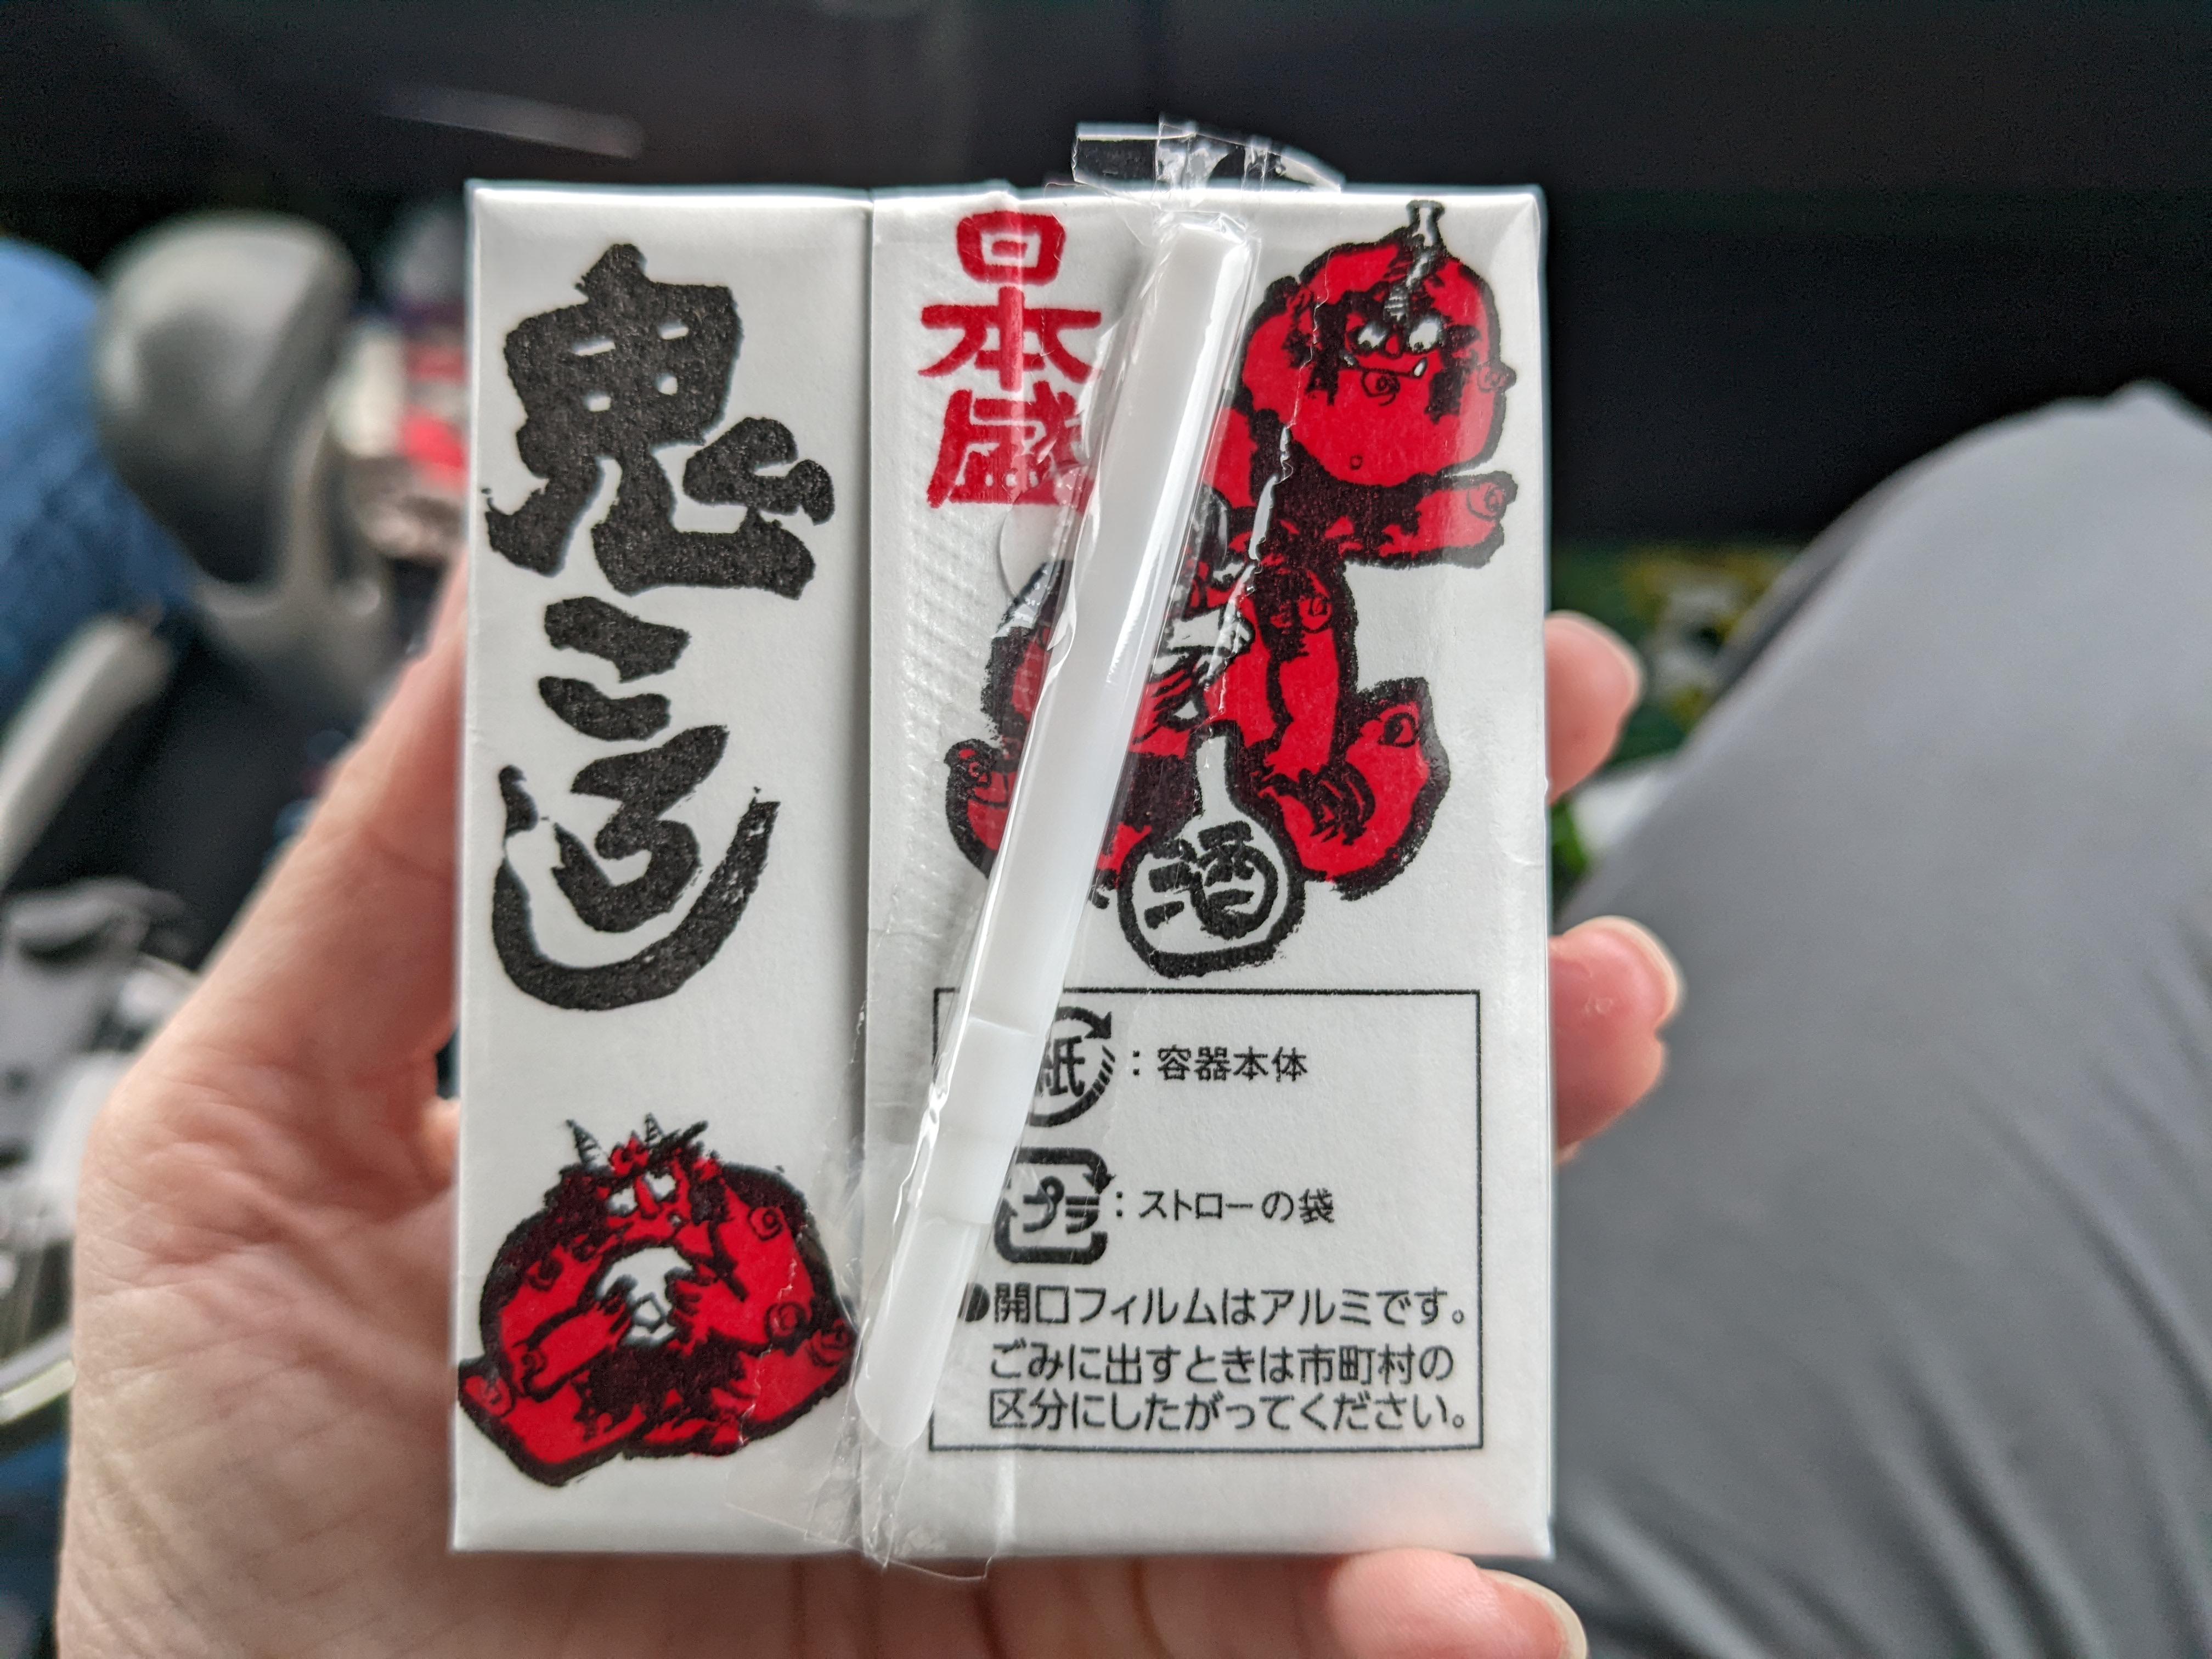 鬼ころし
日本盛
酒
紙：容器本体
プラ：ストローの袋
●開口フィルムはアルミです。
ごみに出すときは市町村の
区分にしたがってください。